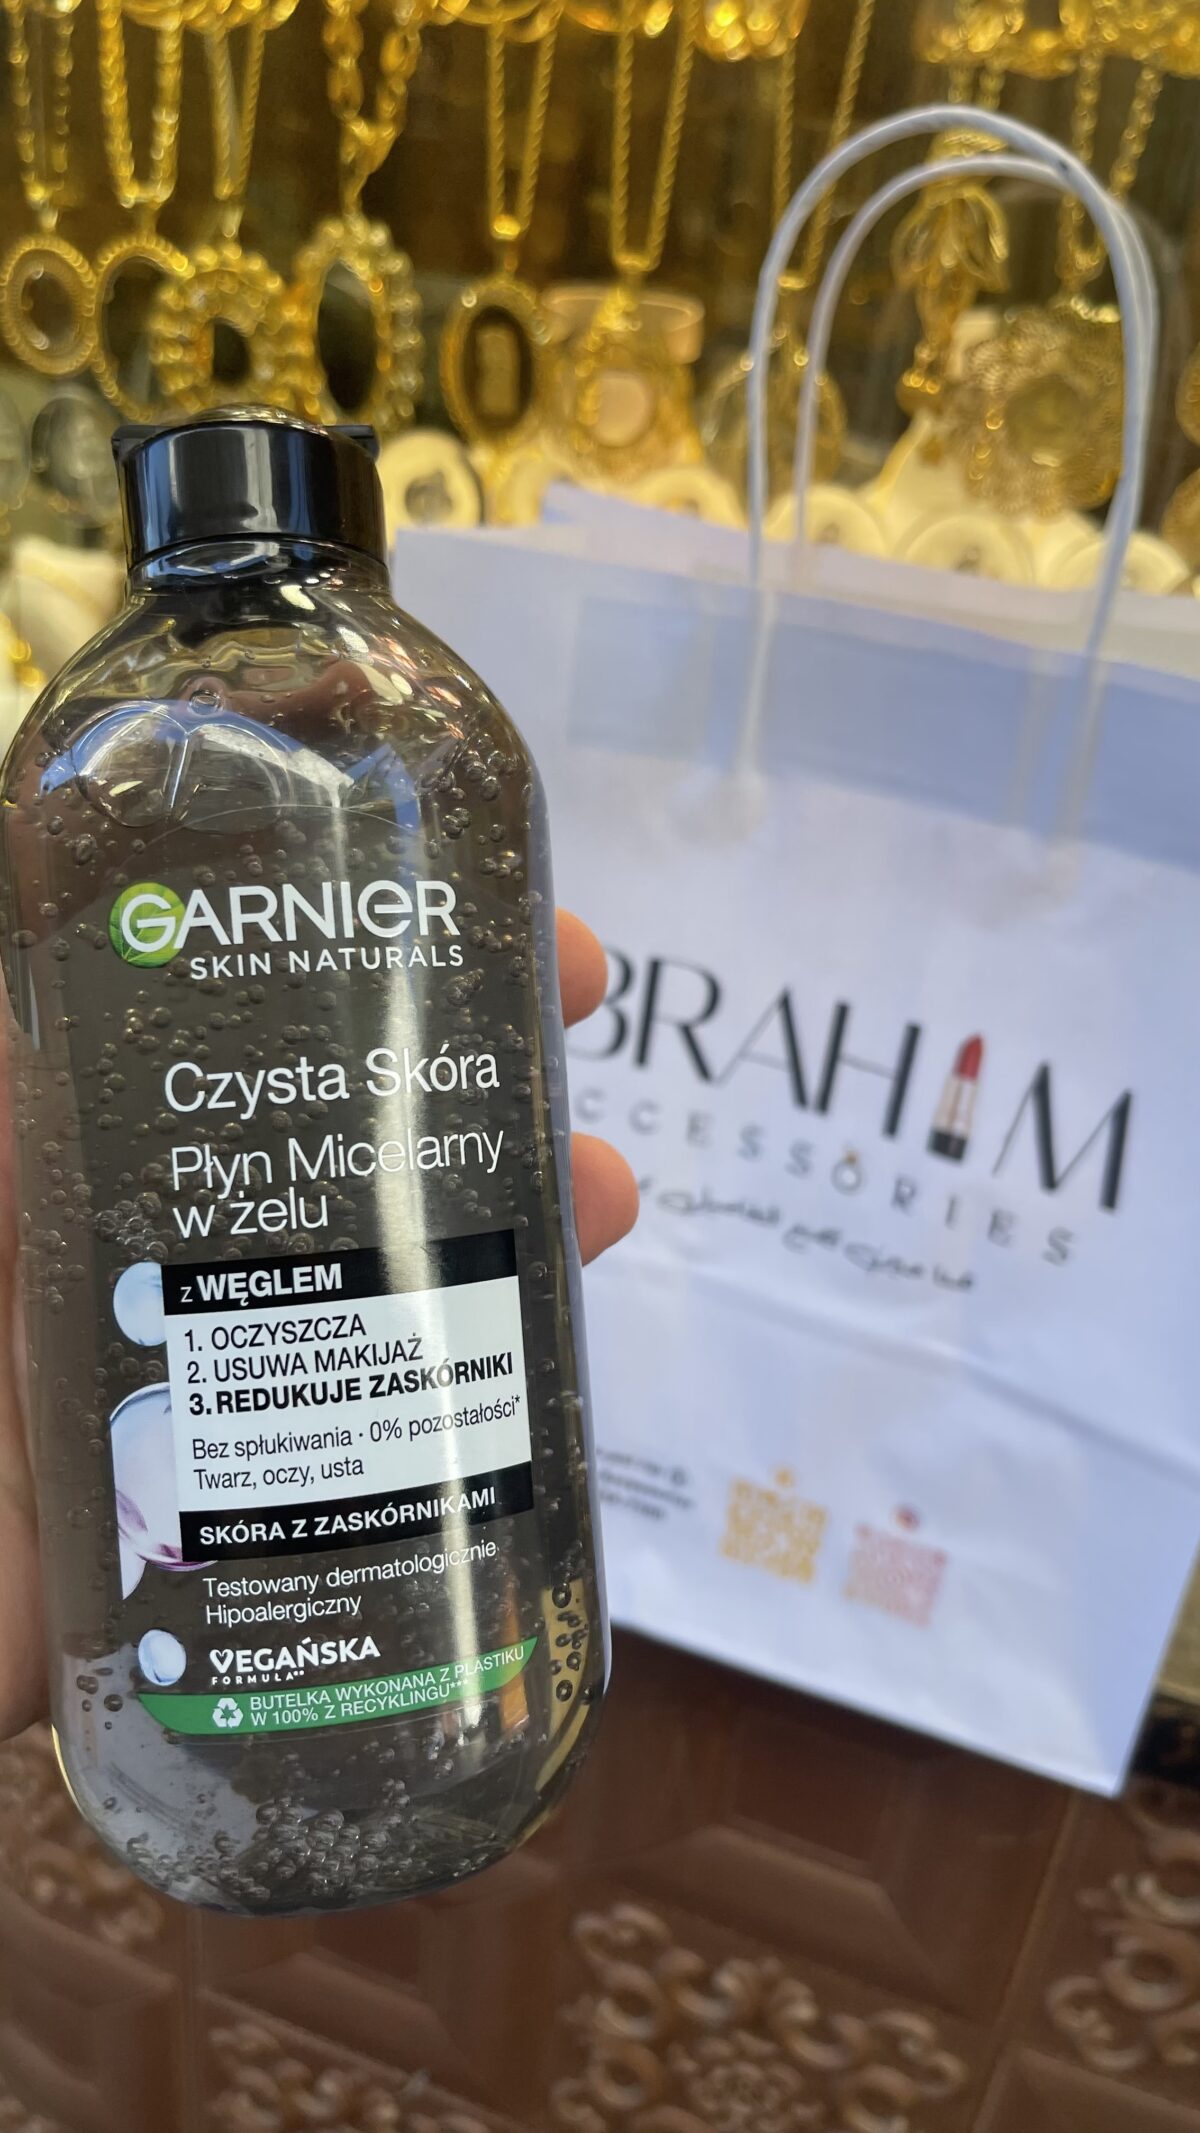 GARNIER
SKIN NATURALS
Czysta Skóra
Płyn Micelarny
w żelu
z WĘGLEM
1. OCZYSZCZA
2. USUWA MAKIJAŻ
3. REDUKUJE ZASKÓRNIKI
Bez spłukiwania · 0% pozostałości*
Twarz, oczy, usta
SKÓRA Z ZASKÓRNIKAMI
Testowany dermatologicznie
Hipoalergiczny
VEGAŃSKA
FORMUŁA**
BUTELKA WYKONANA Z PLASTIKU
W 100% Z RECYKLINGU***
BRAHIM
CCESSORIES